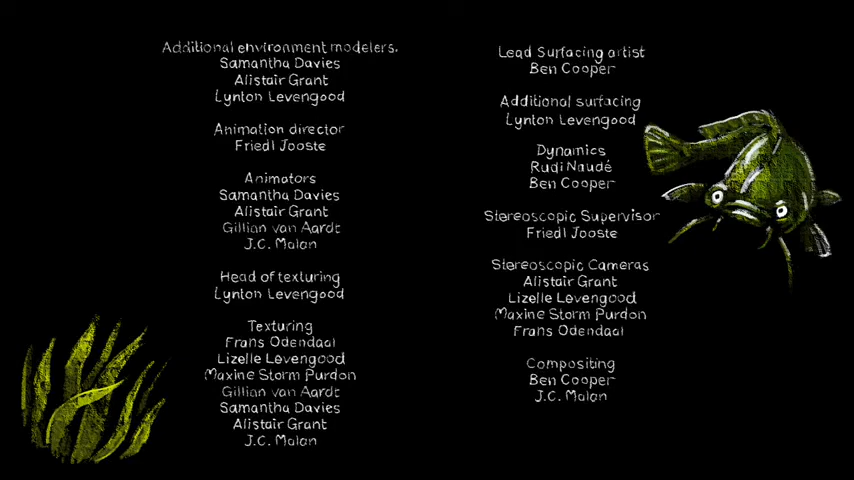 Additional environment modelers.
Samantha Davies
Alistair Grant
Lynton Levengood
Animation director
Friedl Jooste
Animators
Samantha Davies
Alistair Grant
Gillian van Aardt
J.C. Malan
Head of texturing
Lynton Levengood
Texturing
Frans Odendaal
Lizelle Levengood
Maxine Storm Purdon
Gillian van Aardt
Samantha Davies
Alistair Grant
J.C. Malan
Lead Surfacing artist
Ben Cooper
Additional surfacing
Lynton Levengood
Dynamics
Rudi Naudé
Ben Cooper
Stereoscopic Supervisor
Friedl Jooste
Stereoscopic Cameras
Alistair Grant
Lizelle Levengood
Maxine Storm Purdon
Frans Odendaal
Compositing
Ben Cooper
J.C. Malan